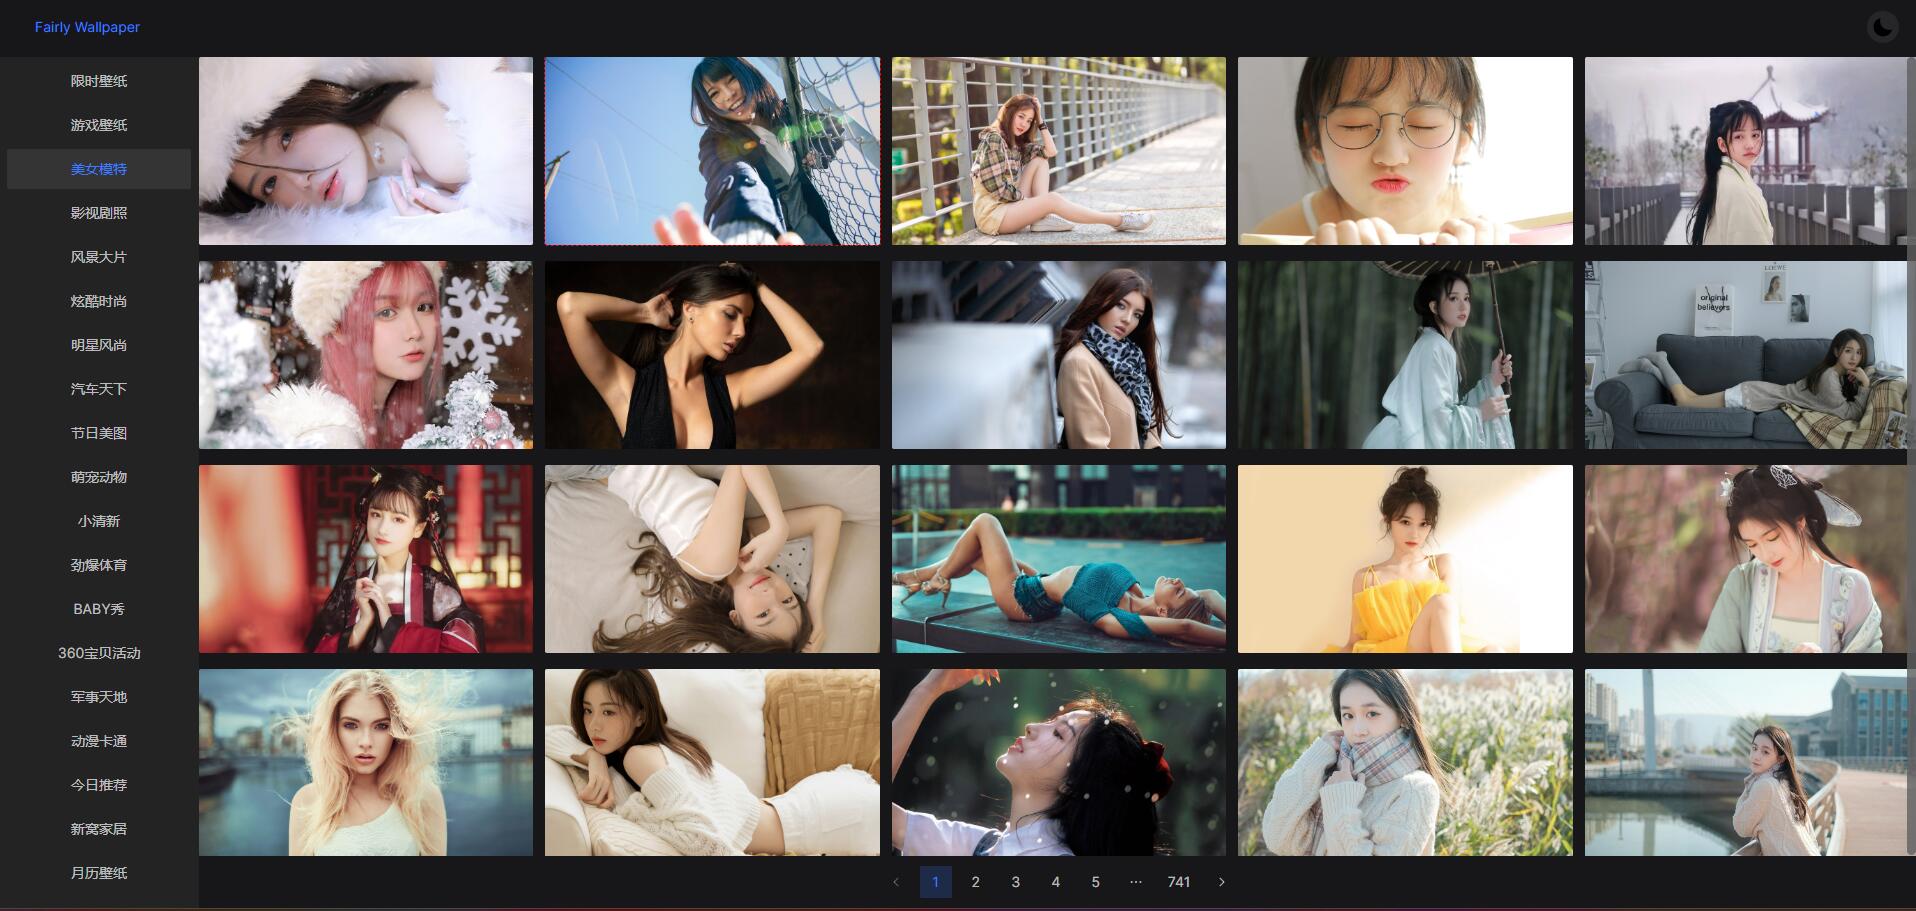 Fairly Wallpaper
限时壁纸
游戏壁纸
美女模特
影视剧照
风景大片
炫酷时尚
明星风尚
汽车天下
节日美图
萌宠动物
小清新
劲爆体育
BABY秀
360宝贝活动
军事天地
动漫卡通
今日推荐
新窝家居
月历壁纸
LOEWE
original
believers
1 2 3 4 5 ··· 741